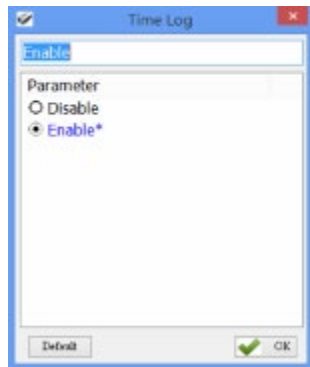 Time Log
Enable
Parameter
Disable
Enable*
Default
OK